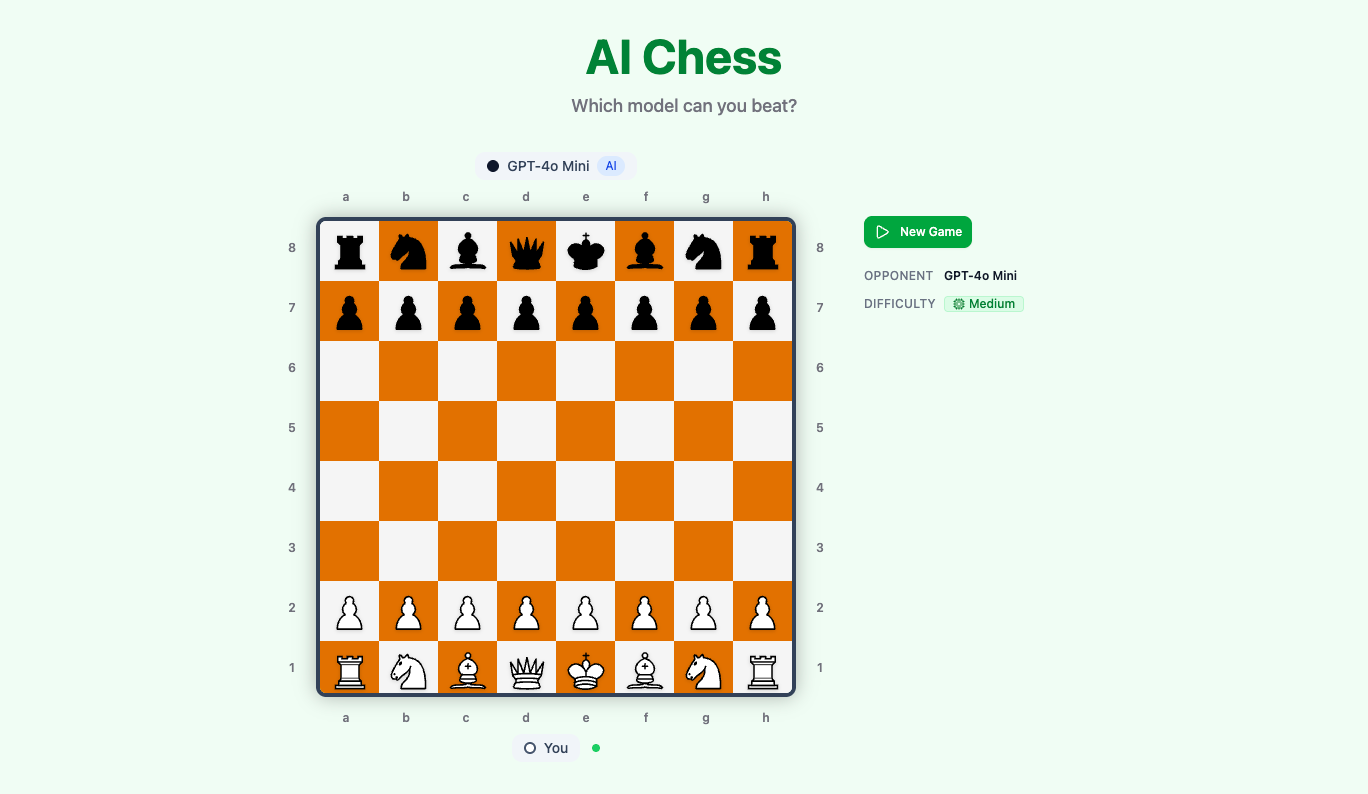 AI Chess
Which model can you beat?
GPT-4o Mini AI
a b c d e f g h
8 8
New Game
OPPONENT GPT-4o Mini
DIFFICULTY Medium
7 7
6 6
5 5
4 4
3 3
2 2
1 1
a b c d e f g h
You